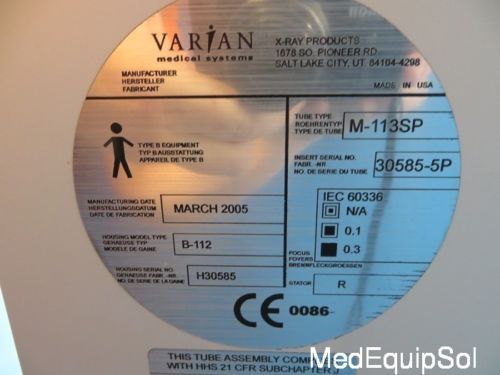 VARIAN
medical systems
X-RAY PRODUCTS
1678 SO. PIONEER RD.
SALT LAKE CITY, UT. 84104-4298
MANUFACTURER
HERSTELLER
FABRICANT
MADE IN USA
TYPE B EQUIPMENT
TYP B AUSSTATTUNG
APPAREIL DE TYPE B
TUBE TYPE
ROEHRENTYP
TYPE DE TUBE
M-113SP
INSERT SERIAL NO.
FABR.-NR
NO. DE SERIE DU TUBE
30585-5P
MANUFACTURING DATE
HERSTELLUNGSDATUM
DATE DE FABRICATION
MARCH 2005
IEC 60336
N/A
0.1
0.3
FOCUS
FOYERS
BRENNFLECKGROESSEN
HOUSING MODEL TYPE
GEHAEUSE TYP
MODELE DE GAINE
B-112
HOUSING SERIAL NO
GEHAEUSE FABR.-NR.
NO. DE SERIE DE LA GAINE
H30585
STATOR
R
CE 0086
THIS TUBE ASSEMBLY COMPLIES
WITH HHS 21 CFR SUBCHAPTER J
MedEquipSol